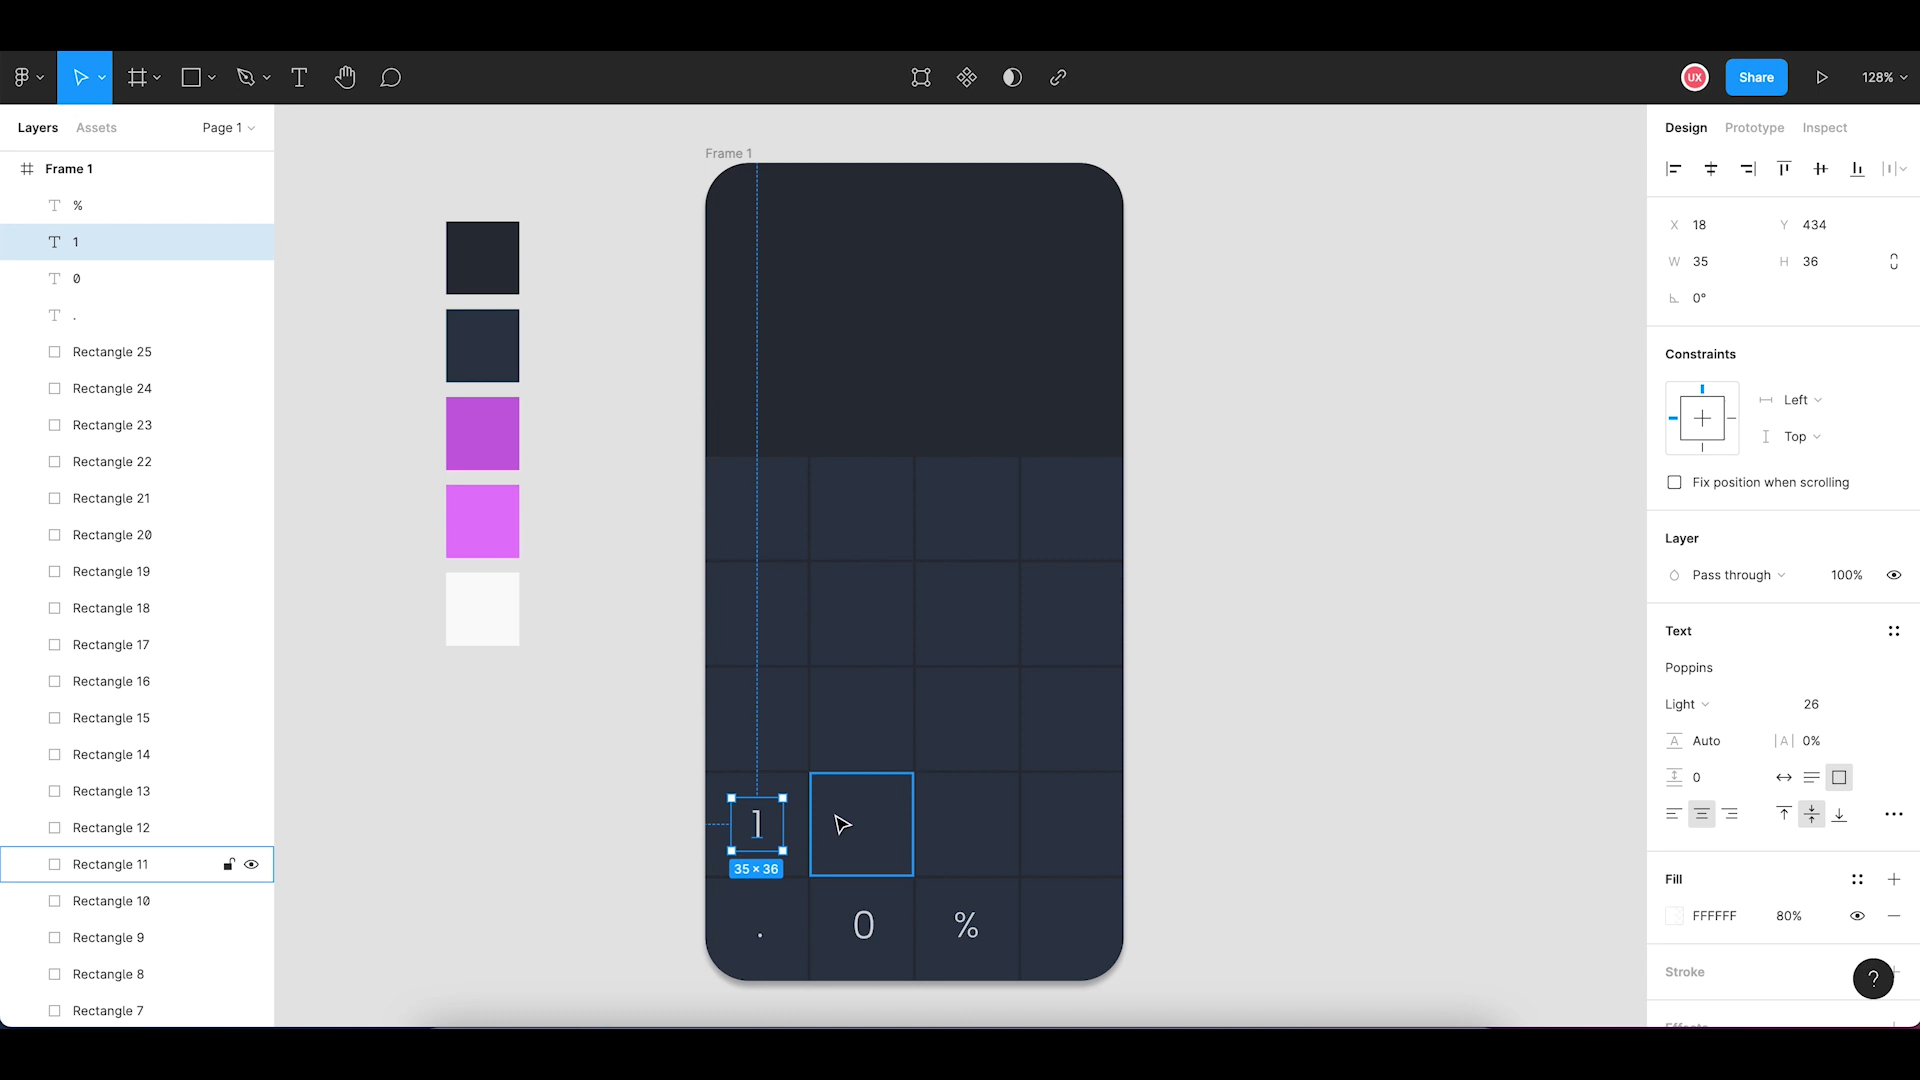 UX
Share
128%
Layers
Assets
Page 1
Design
Prototype
Inspect
Frame 1
%
1
0
.
Rectangle 25
Rectangle 24
Rectangle 23
Rectangle 22
Rectangle 21
Rectangle 20
Rectangle 19
Rectangle 18
Rectangle 17
Rectangle 16
Rectangle 15
Rectangle 14
Rectangle 13
Rectangle 12
Rectangle 11
Rectangle 10
Rectangle 9
Rectangle 8
Rectangle 7
Frame 1
1
35 × 36
.
0
%
X 18
Y 434
W 35
H 36
0°
Constraints
Left
Top
Fix position when scrolling
Layer
Pass through
100%
Text
Poppins
Light
26
A Auto
|A| 0%
0
Fill
FFFFFF
80%
Stroke
?
Effects